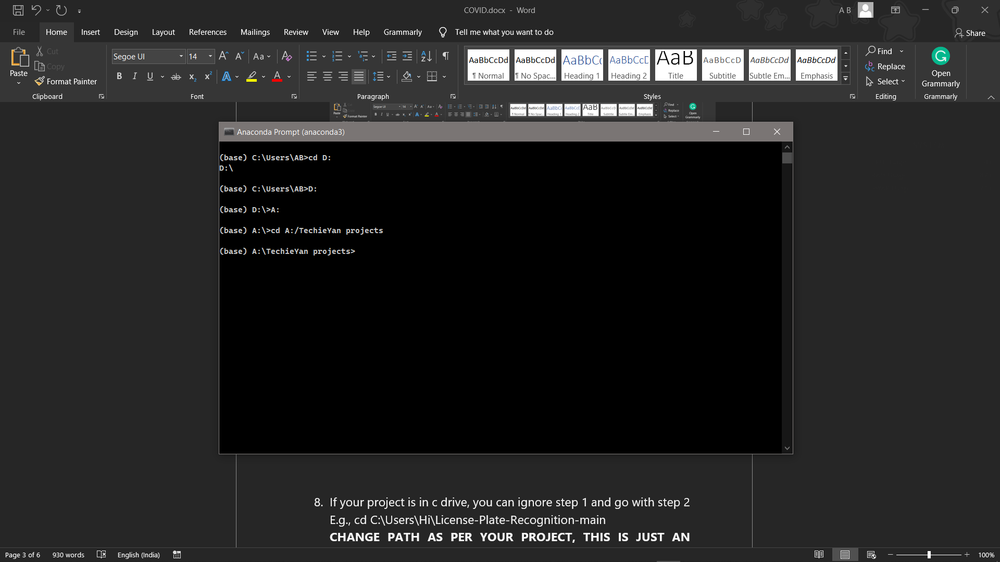 COVID.docx - Word
A B
File Home Insert Design Layout References Mailings Review View Help Grammarly Tell me what you want to do
Share
Paste
Cut
Copy
Format Painter
Clipboard
Segoe UI 14
Font
Paragraph
AaBbCcDd AaBbCcDd AaBbC AaBbCcD AaB AaBbCcD AaBbCcDd AaBbCcDd
¶ Normal ¶ No Spac... Heading 1 Heading 2 Title Subtitle Subtle Em... Emphasis
Styles
Find
Replace
Select
Editing
Open
Grammarly
Grammarly
Anaconda Prompt (anaconda3)
(base) C:\Users\AB>cd D:
D:\
(base) C:\Users\AB>D:
(base) D:\>A:
(base) A:\>cd A:/TechieYan projects
(base) A:\TechieYan projects>
8. If your project is in c drive, you can ignore step 1 and go with step 2
E.g., cd C:\Users\Hi\License-Plate-Recognition-main
CHANGE PATH AS PER YOUR PROJECT, THIS IS JUST AN
Page 3 of 6 930 words English (India) 100%